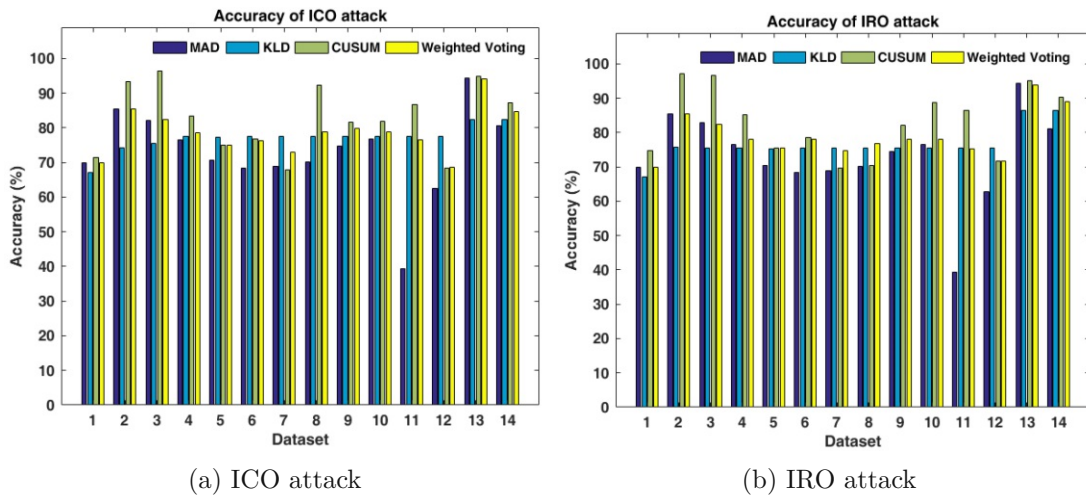 Accuracy of ICO attack
MAD KLD CUSUM Weighted Voting
100
90
80
70
60
50
40
30
20
10
0
Accuracy (%)
1 2 3 4 5 6 7 8 9 10 11 12 13 14
Dataset
(a) ICO attack
Accuracy of IRO attack
MAD KLD CUSUM Weighted Voting
100
90
80
70
60
50
40
30
20
10
0
Accuracy (%)
1 2 3 4 5 6 7 8 9 10 11 12 13 14
Dataset
(b) IRO attack